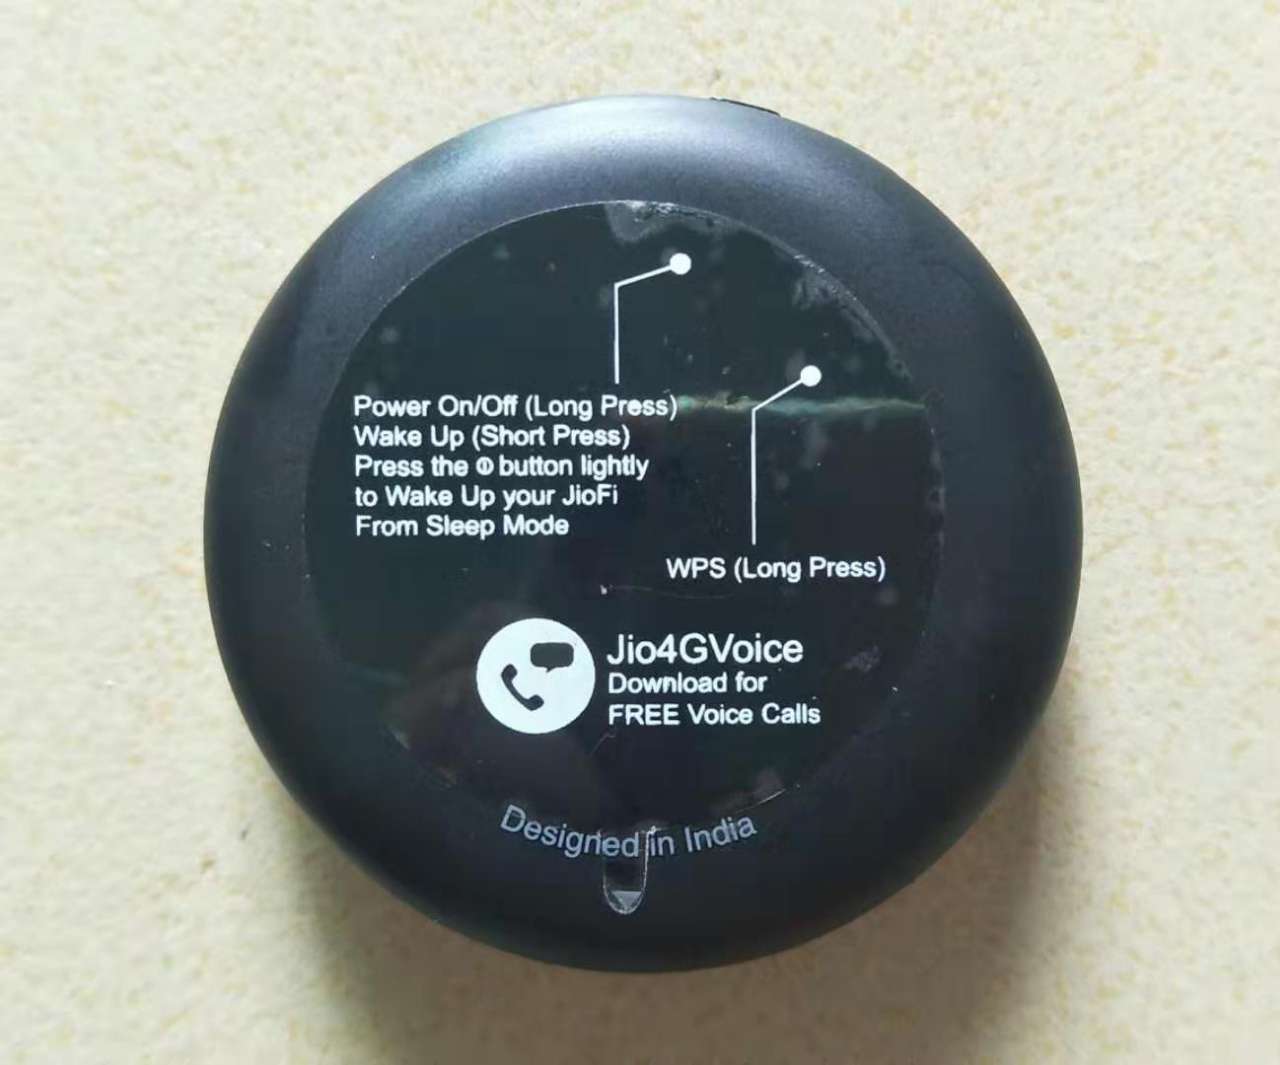 Power On/Off (Long Press)
Wake Up (Short Press)
Press the ⏼ button lightly
to Wake Up your JioFi
From Sleep Mode
WPS (Long Press)
Jio4GVoice
Download for
FREE Voice Calls
Designed in India